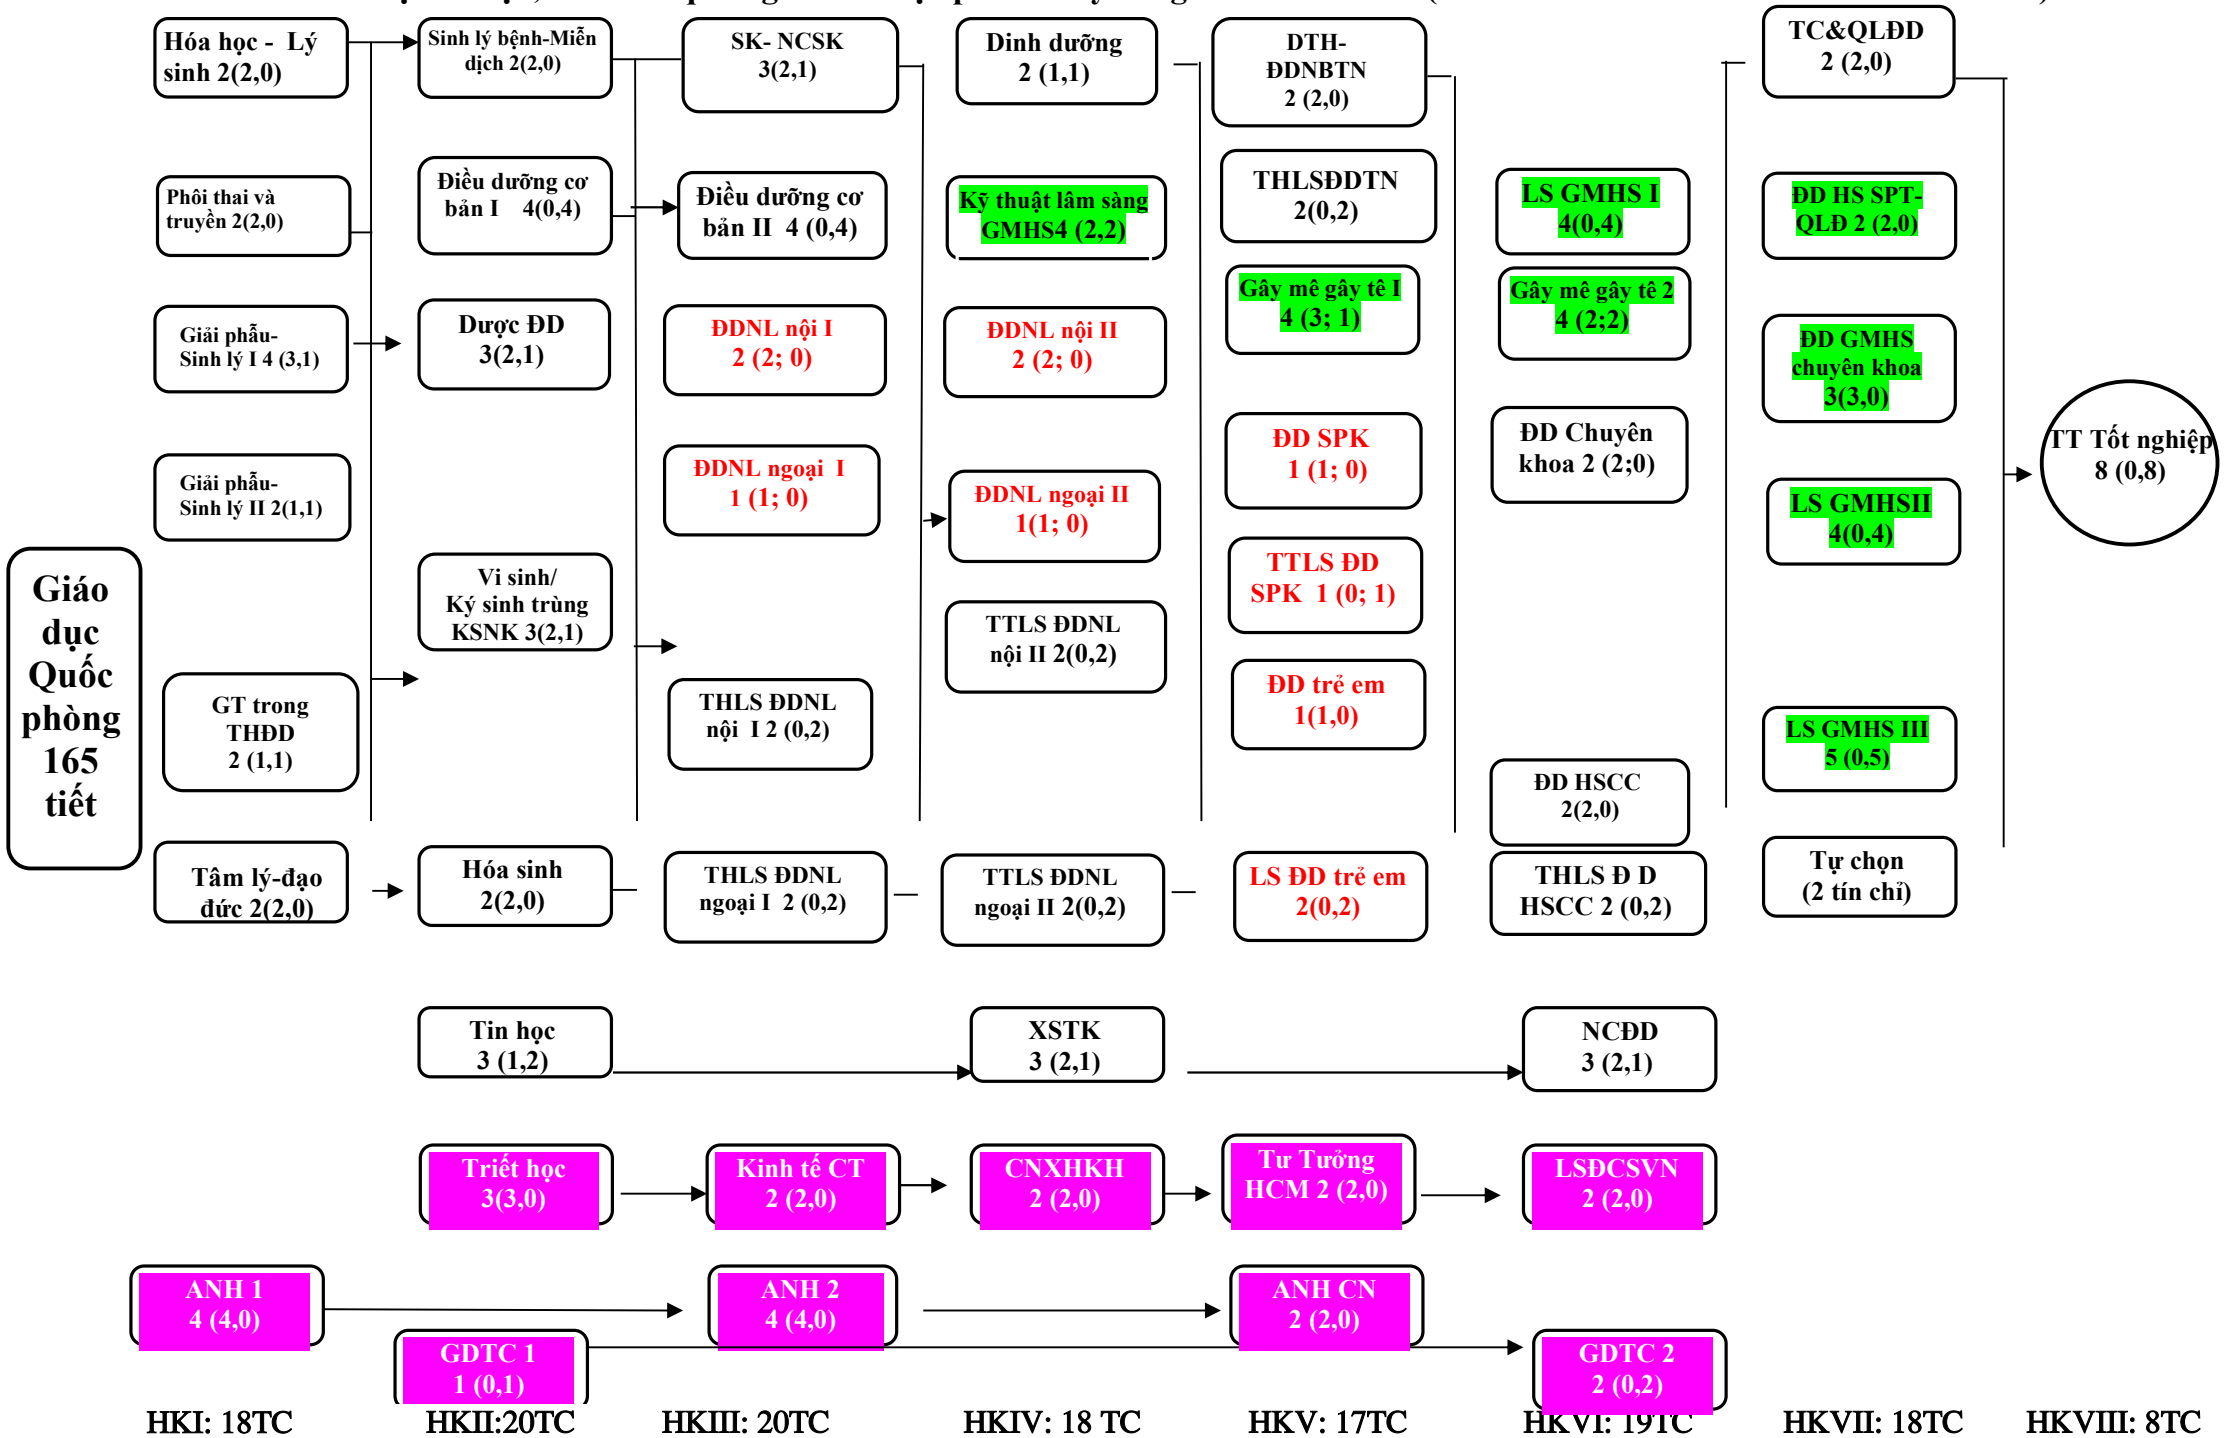 Hóa học - Lý
sinh 2(2,0)
Sinh lý bệnh-Miễn
dịch 2(2,0)
SK- NCSK
3(2,1)
Dinh dưỡng
2 (1,1)
DTH-
ĐDNBTN
2 (2,0)
TC&QLĐD
2 (2,0)
Phôi thai và
truyền 2(2,0)
Điều dưỡng cơ
bản I 4(0,4)
Điều dưỡng cơ
bản II 4 (0,4)
Kỹ thuật lâm sàng
GMHS4 (2,2)
THLSĐDTN
2(0,2)
LS GMHS I
4(0,4)
ĐD HS SPT-
QLĐ 2 (2,0)
Giải phẫu-
Sinh lý I 4 (3,1)
Dược ĐD
3(2,1)
ĐDNL nội I
2 (2; 0)
ĐDNL nội II
2 (2; 0)
Gây mê gây tê I
4 (3; 1)
Gây mê gây tê 2
4 (2;2)
ĐD GMHS
chuyên khoa
3(3,0)
Giải phẫu-
Sinh lý II 2(1,1)
ĐDNL ngoại I
1 (1; 0)
ĐDNL ngoại II
1(1; 0)
ĐD SPK
1 (1; 0)
ĐD Chuyên
khoa 2 (2;0)
LS GMHSII
4(0,4)
TT Tốt nghiệp
8 (0,8)
Giáo
dục
Quốc
phòng
165
tiết
Vi sinh/
Ký sinh trùng
KSNK 3(2,1)
TTLS ĐDNL
nội II 2(0,2)
TTLS ĐD
SPK 1 (0; 1)
GT trong
THĐD
2 (1,1)
THLS ĐDNL
nội I 2 (0,2)
ĐD trẻ em
1(1,0)
ĐD HSCC
2(2,0)
LS GMHS III
5 (0,5)
Tâm lý-đạo
đức 2(2,0)
Hóa sinh
2(2,0)
THLS ĐDNL
ngoại I 2 (0,2)
TTLS ĐDNL
ngoại II 2(0,2)
LS ĐD trẻ em
2(0,2)
THLS Đ D
HSCC 2 (0,2)
Tự chọn
(2 tín chỉ)
Tin học
3 (1,2)
XSTK
3 (2,1)
NCĐD
3 (2,1)
Triết học
3(3,0)
Kinh tế CT
2 (2,0)
CNXHKH
2 (2,0)
Tư Tưởng
HCM 2 (2,0)
LSĐCSVN
2 (2,0)
ANH 1
4 (4,0)
ANH 2
4 (4,0)
ANH CN
2 (2,0)
GDTC 1
1 (0,1)
GDTC 2
2 (0,2)
HKI: 18TC
HKII:20TC
HKIII: 20TC
HKIV: 18 TC
HKV: 17TC
HKVI: 19TC
HKVII: 18TC
HKVIII: 8TC